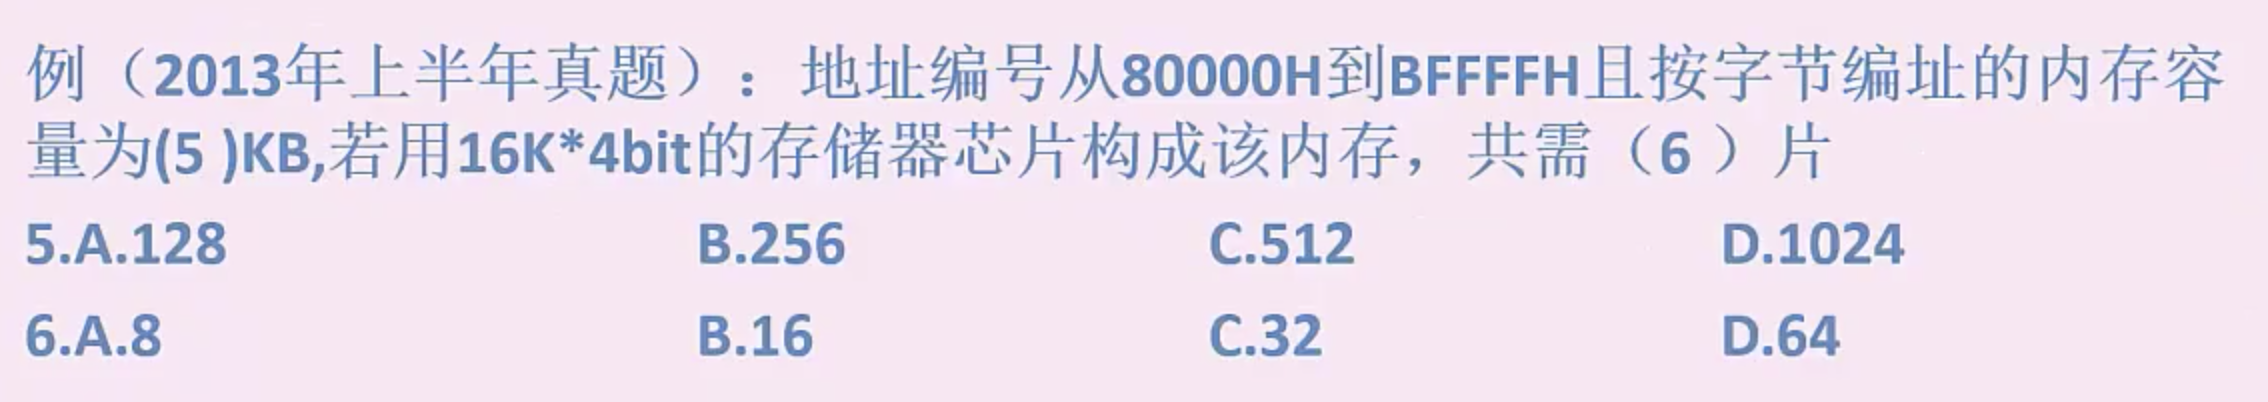 例（2013年上半年真题）：地址编号从80000H到BFFFFH且按字节编址的内存容
量为(5 )KB,若用16K*4bit的存储器芯片构成该内存，共需（6 ）片
5.A.128 B.256 C.512 D.1024
6.A.8 B.16 C.32 D.64